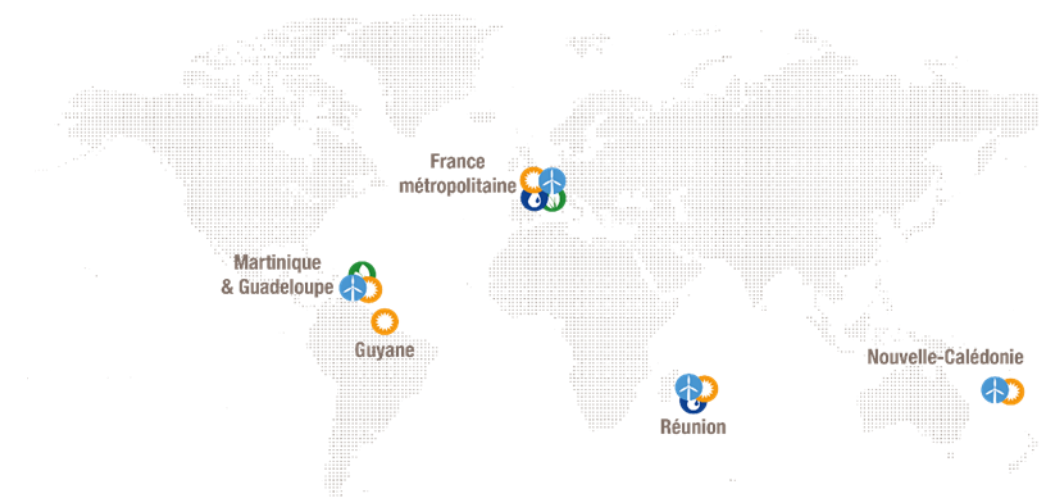 France
métropolitaine
Martinique
& Guadeloupe
Guyane
Nouvelle-Calédonie
Réunion